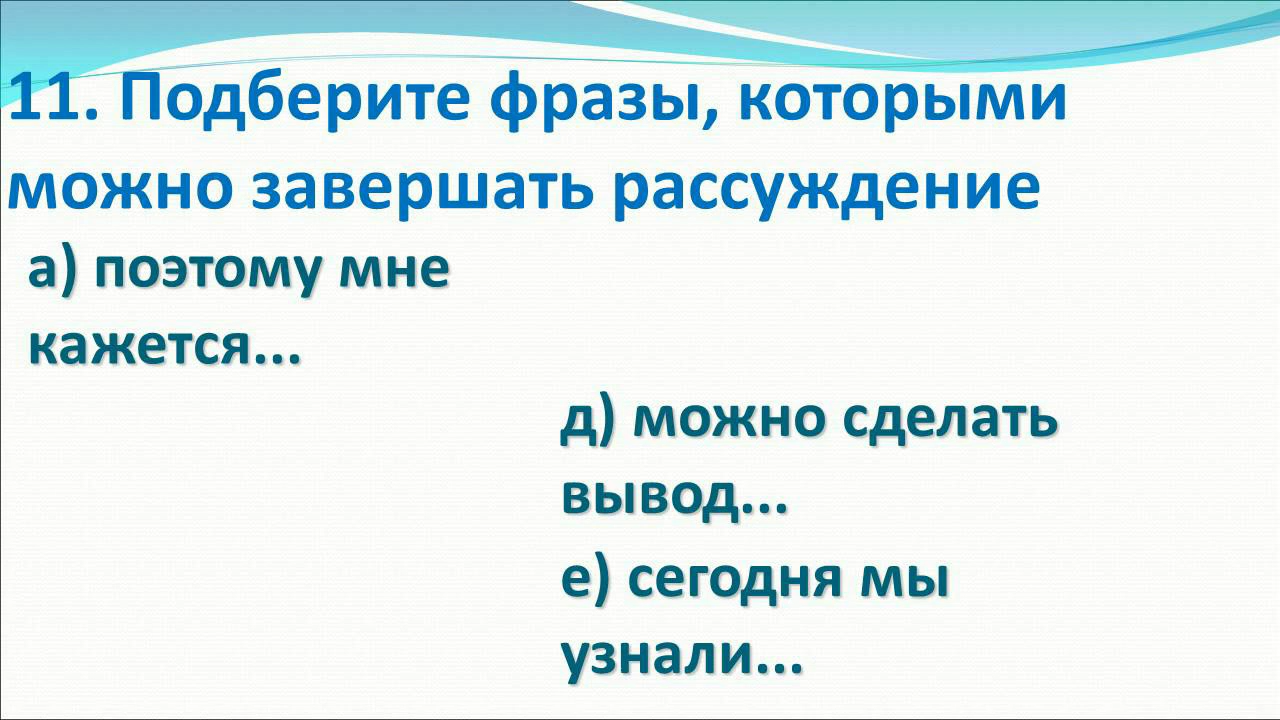 11. Подберите фразы, которыми
можно завершать рассуждение
а) поэтому мне
кажется...
д) можно сделать
вывод...
е) сегодня мы
узнали...